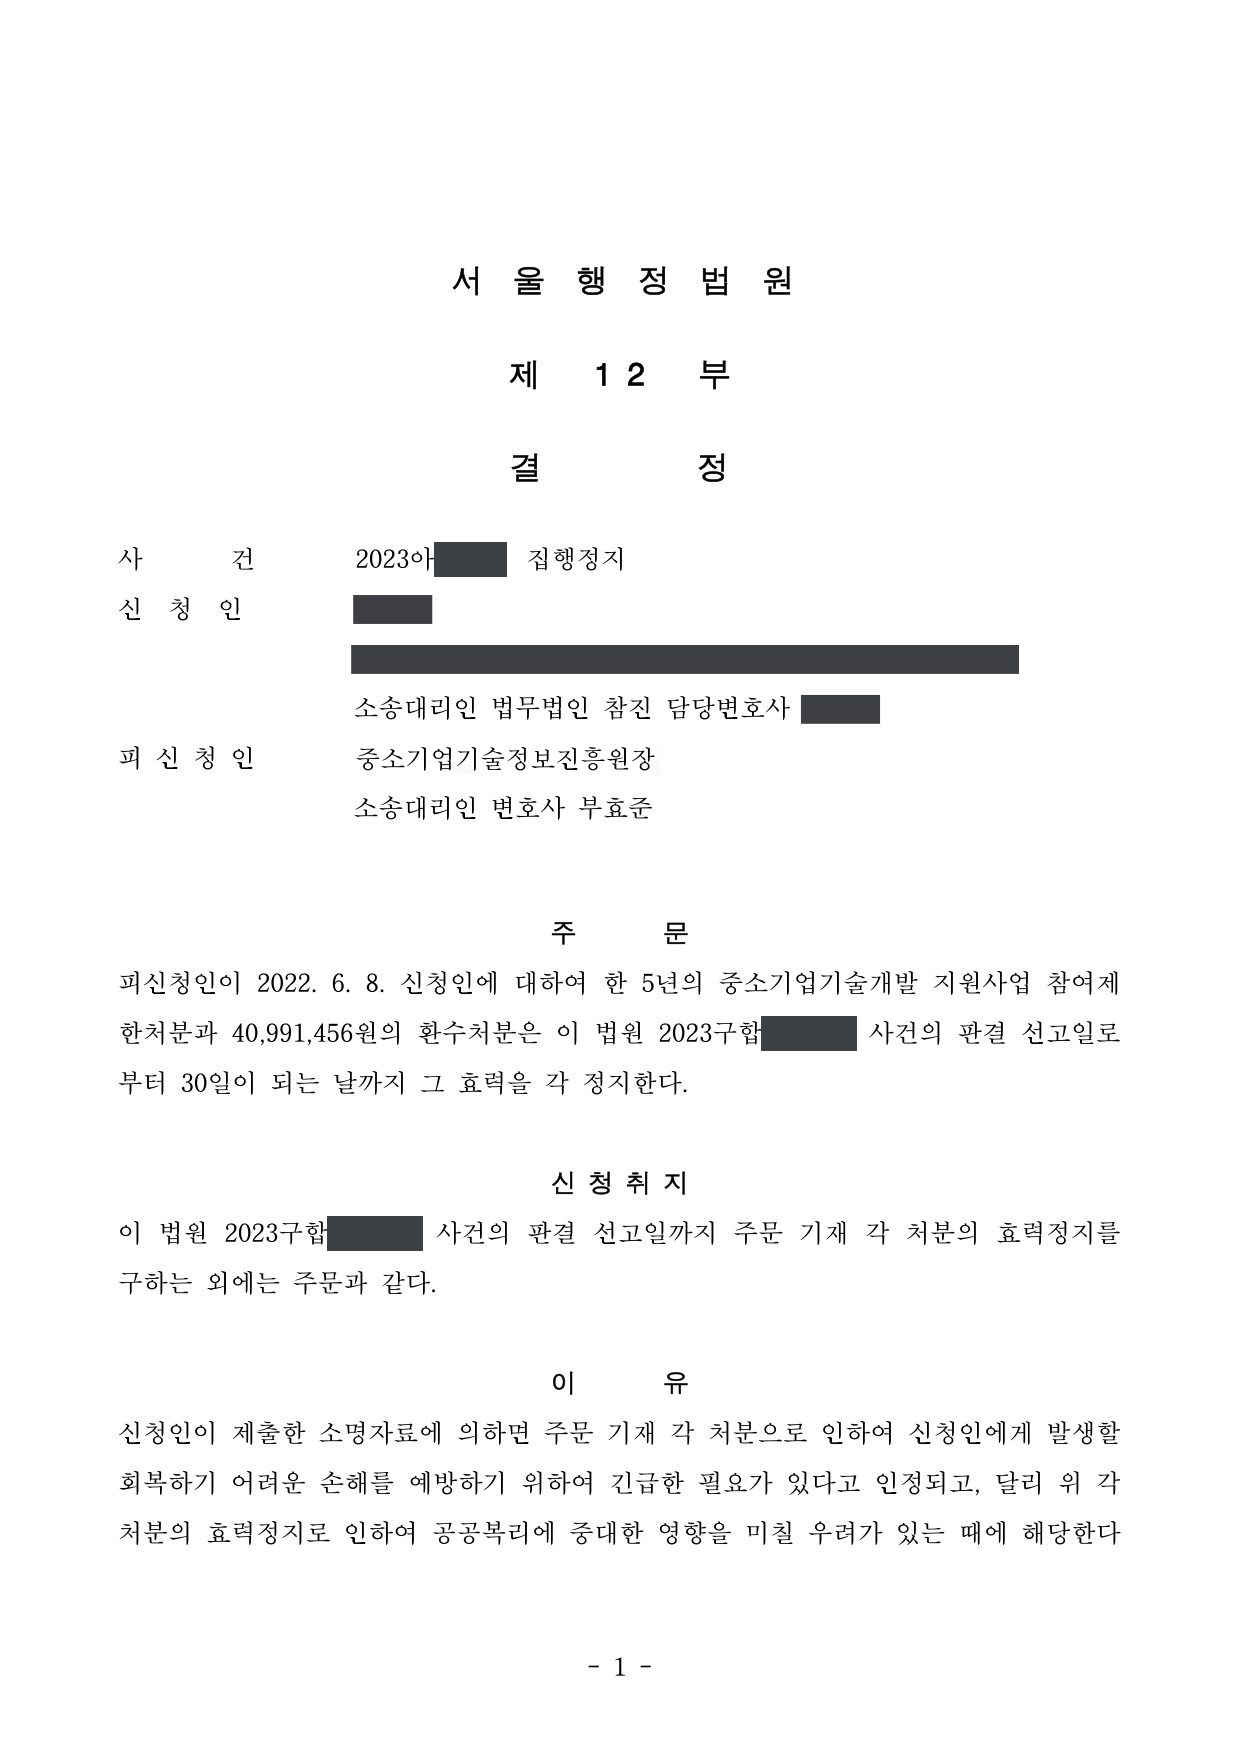 서 울 행 정 법 원
제 12 부
결 정
사 건 2023아 집행정지
신 청 인
소송대리인 법무법인 참진 담당변호사
피 신 청 인 중소기업기술정보진흥원장
소송대리인 변호사 부효준
주 문
피신청인이 2022. 6. 8. 신청인에 대하여 한 5년의 중소기업기술개발 지원사업 참여제
한처분과 40,991,456원의 환수처분은 이 법원 2023구합 사건의 판결 선고일로
부터 30일이 되는 날까지 그 효력을 각 정지한다.
신 청 취 지
이 법원 2023구합 사건의 판결 선고일까지 주문 기재 각 처분의 효력정지를
구하는 외에는 주문과 같다.
이 유
신청인이 제출한 소명자료에 의하면 주문 기재 각 처분으로 인하여 신청인에게 발생할
회복하기 어려운 손해를 예방하기 위하여 긴급한 필요가 있다고 인정되고, 달리 위 각
처분의 효력정지로 인하여 공공복리에 중대한 영향을 미칠 우려가 있는 때에 해당한다
- 1 -